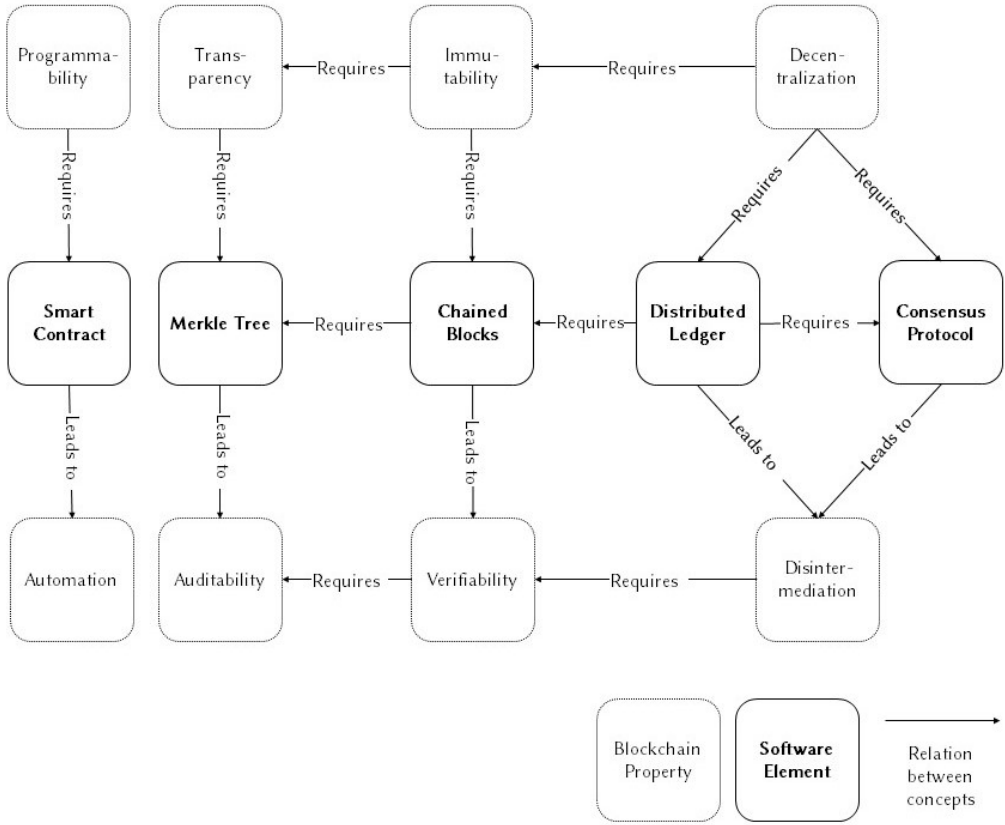 Programma-
bility
Trans-
parency
Requires
Immu-
tability
Requires
Decen-
tralization
Requires
Requires
Requires
Requires
Requires
Smart
Contract
Merkle Tree
Requires
Chained
Blocks
Requires
Distributed
Ledger
Requires
Consensus
Protocol
Leads to
Leads to
Leads to
Leads to
Leads to
Automation
Auditability
Requires
Verifiability
Requires
Disinter-
mediation
Blockchain
Property
Software
Element
Relation
between
concepts